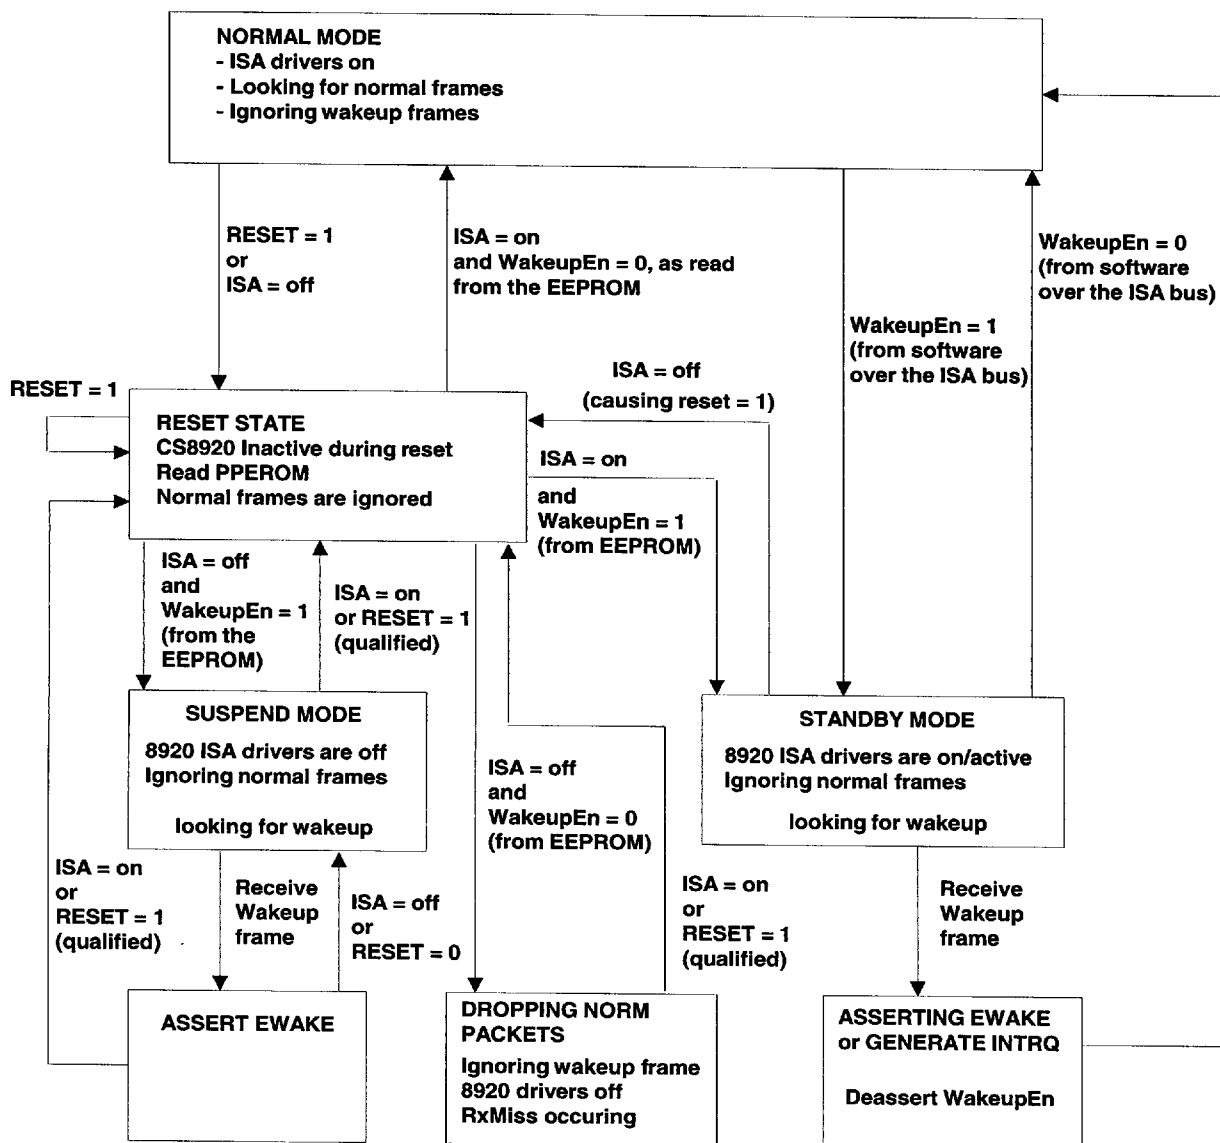 NORMAL MODE
- ISA drivers on
- Looking for normal frames
- Ignoring wakeup frames
RESET = 1
or
ISA = off
ISA = on
and WakeupEn = 0, as read
from the EEPROM
WakeupEn = 1
(from software
over the ISA bus)
WakeupEn = 0
(from software
over the ISA bus)
RESET = 1
ISA = off
(causing reset = 1)
RESET STATE
CS8920 Inactive during reset
Read PPEROM
Normal frames are ignored
ISA = on
and
WakeupEn = 1
(from EEPROM)
ISA = off
and
WakeupEn = 1
(from the
EEPROM)
ISA = on
or RESET = 1
(qualified)
SUSPEND MODE
8920 ISA drivers are off
Ignoring normal frames
looking for wakeup
ISA = off
and
WakeupEn = 0
(from EEPROM)
STANDBY MODE
8920 ISA drivers are on/active
Ignoring normal frames
looking for wakeup
ISA = on
or
RESET = 1
(qualified)
Receive
Wakeup
frame
ISA = off
or
RESET = 0
ISA = on
or
RESET = 1
(qualified)
Receive
Wakeup
frame
ASSERT EWAKE
DROPPING NORM
PACKETS
Ignoring wakeup frame
8920 drivers off
RxMiss occuring
ASSERTING EWAKE
or GENERATE INTRQ
Deassert WakeupEn